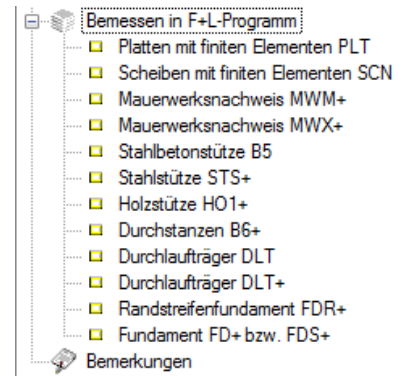 Bemessen in F+L-Programm
Platten mit finiten Elementen PLT
Scheiben mit finiten Elementen SCN
Mauerwerksnachweis MWM+
Mauerwerksnachweis MWX+
Stahlbetonstütze B5
Stahlstütze STS+
Holzstütze HO1+
Durchstanzen B6+
Durchlaufträger DLT
Durchlaufträger DLT+
Randstreifenfundament FDR+
Fundament FD+ bzw. FDS+
Bemerkungen